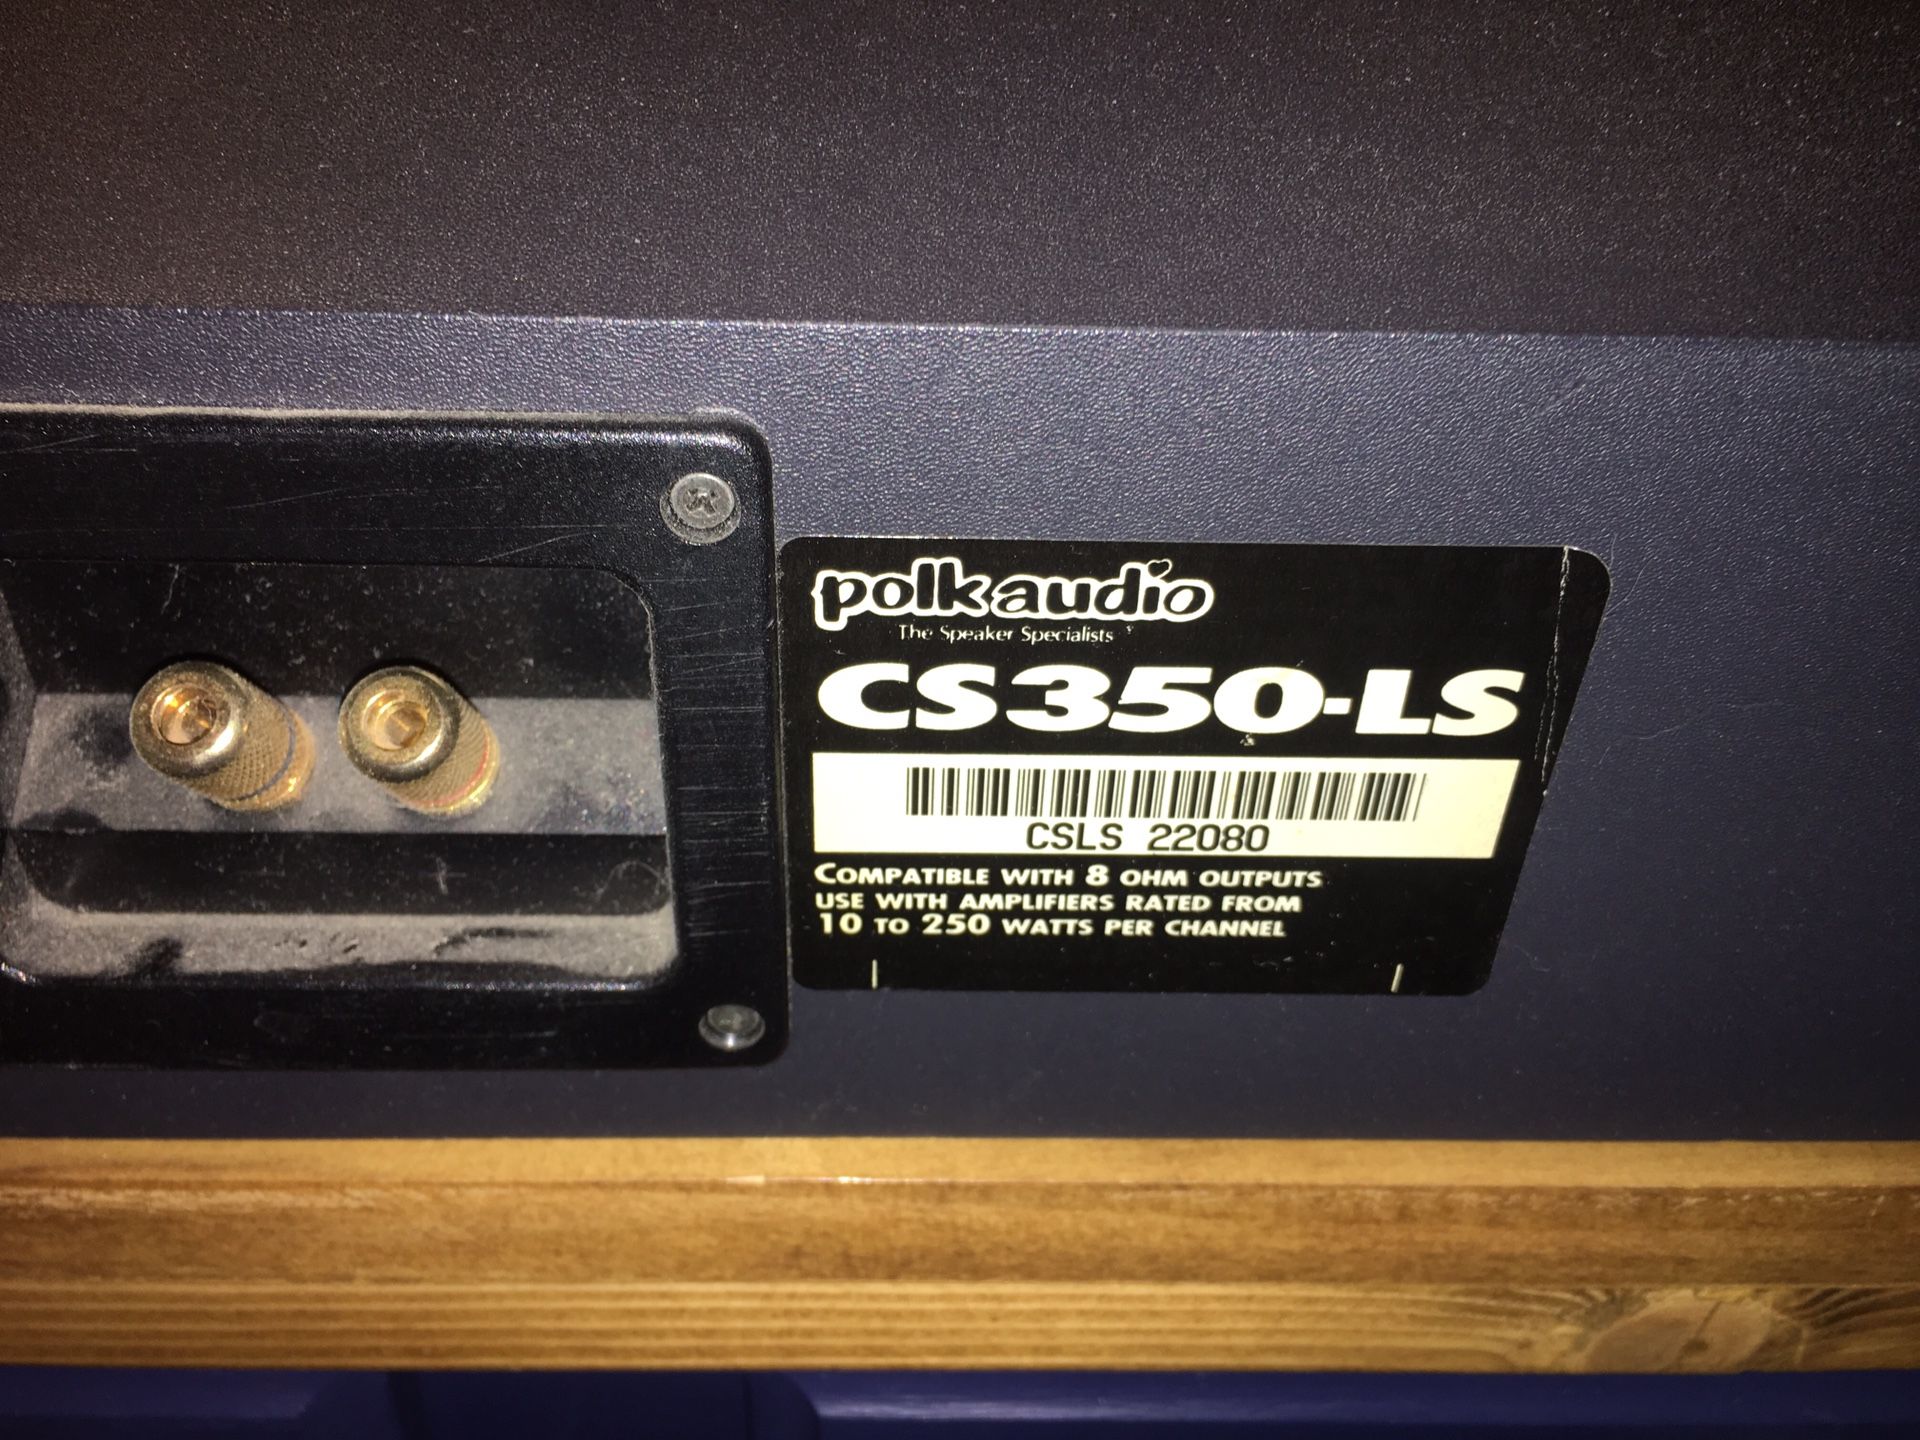 polkaudio
The Speaker Specialists
CS350-LS
CSLS 22080
COMPATIBLE WITH 8 OHM OUTPUTS
USE WITH AMPLIFIERS RATED FROM
10 TO 250 WATTS PER CHANNEL
- +